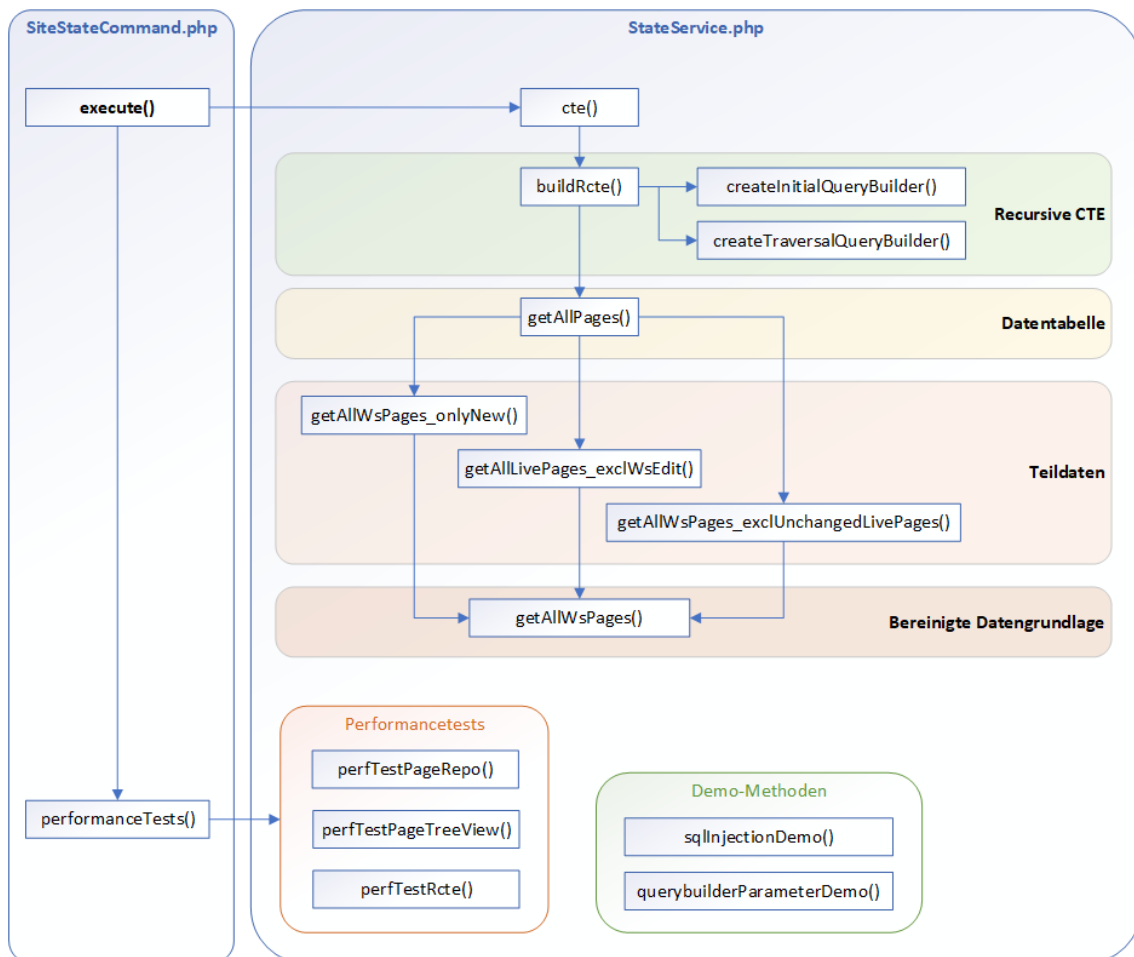 SiteStateCommand.php
StateService.php
execute()
cte()
buildRcte()
createInitialQueryBuilder()
createTraversalQueryBuilder()
Recursive CTE
getAllPages()
Datentabelle
getAllWsPages_onlyNew()
getAllLivePages_exclWsEdit()
getAllWsPages_exclUnchangedLivePages()
Teildaten
getAllWsPages()
Bereinigte Datengrundlage
performanceTests()
Performancetests
perfTestPageRepo()
perfTestPageTreeView()
perfTestRcte()
Demo-Methoden
sqlInjectionDemo()
querybuilderParameterDemo()